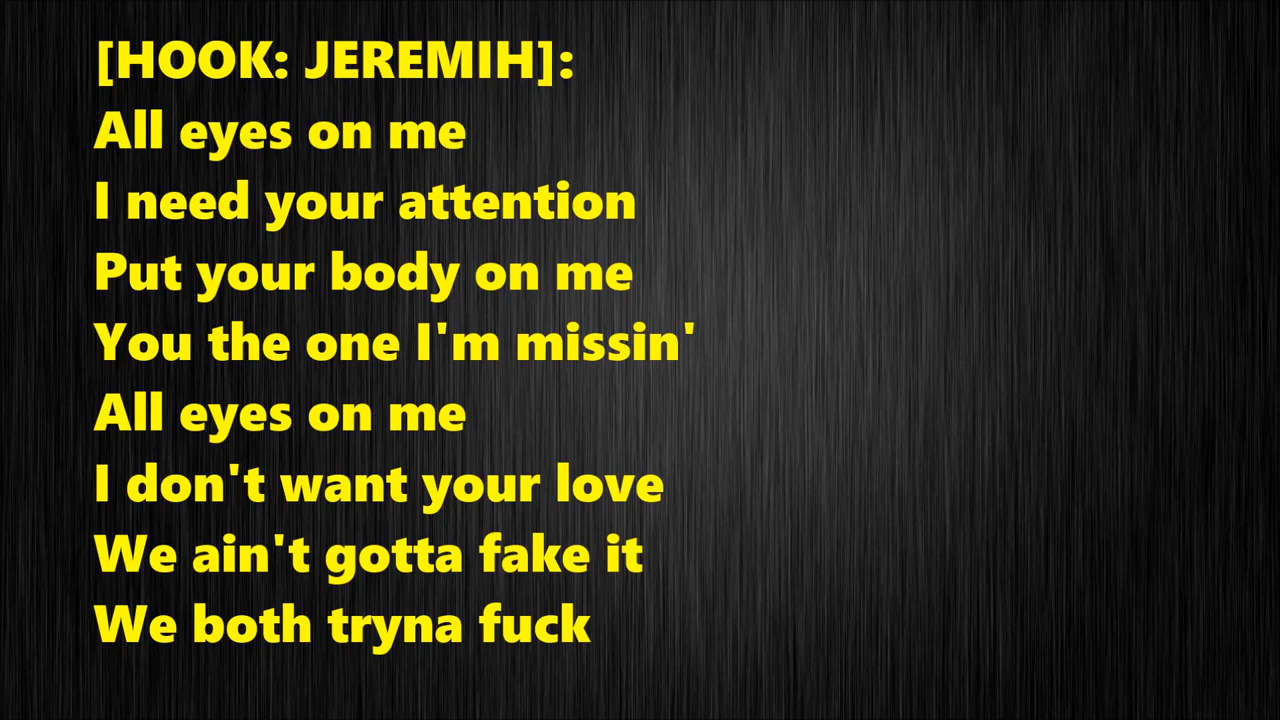 [HOOK: JEREMIH]:
All eyes on me
I need your attention
Put your body on me
You the one I'm missin'
All eyes on me
I don't want your love
We ain't gotta fake it
We both tryna fuck